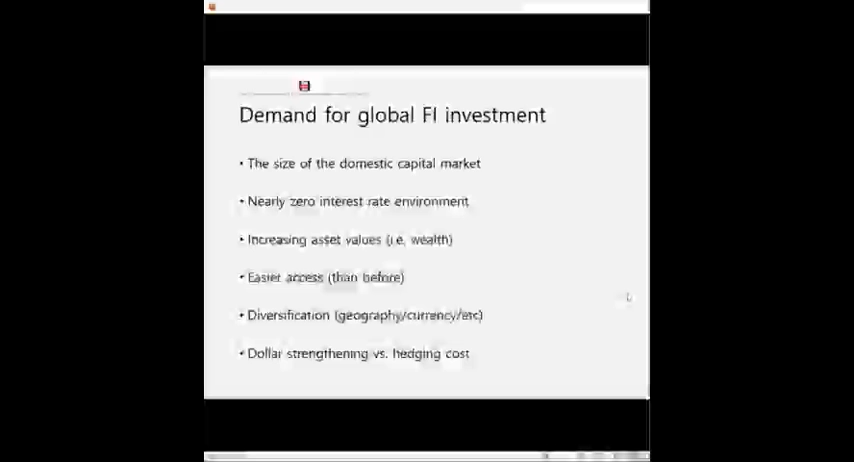 Demand for global FI investment
• The size of the domestic capital market
• Nearly zero interest rate environment
• Increasing asset values (i.e. wealth)
• Easier access (than before)
• Diversification (geography/currency/etc)
• Dollar strengthening vs. hedging cost